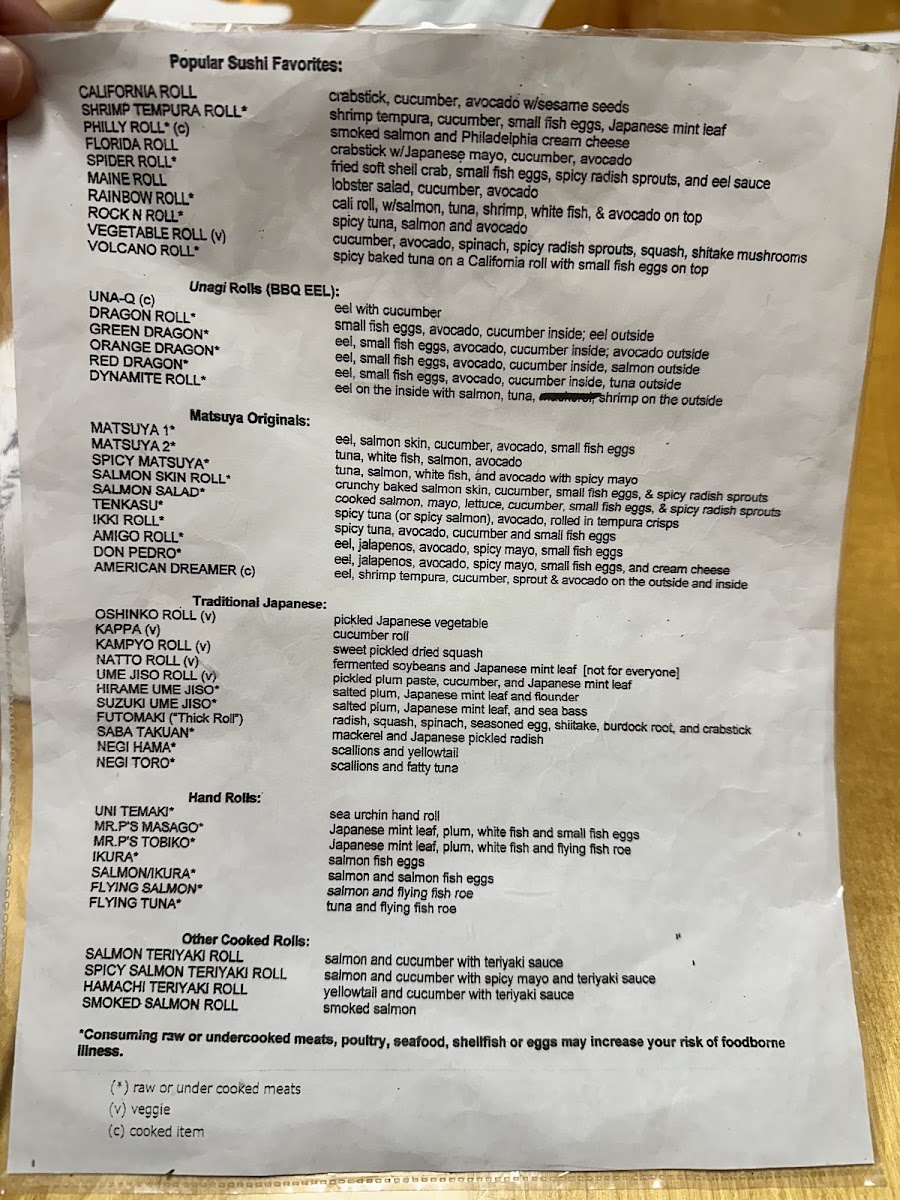 Popular Sushi Favorites:
CALIFORNIA ROLL crabstick, cucumber, avocado w/sesame seeds
SHRIMP TEMPURA ROLL* shrimp tempura, cucumber, small fish eggs, Japanese mint leaf
PHILLY ROLL* (c) smoked salmon and Philadelphia cream cheese
FLORIDA ROLL crabstick w/Japanese mayo, cucumber, avocado
SPIDER ROLL* fried soft shell crab, small fish eggs, spicy radish sprouts, and eel sauce
MAINE ROLL lobster salad, cucumber, avocado
RAINBOW ROLL* cali roll, w/salmon, tuna, shrimp, white fish, & avocado on top
ROCK N ROLL* spicy tuna, salmon and avocado
VEGETABLE ROLL (v) cucumber, avocado, spinach, spicy radish sprouts, squash, shitake mushrooms
VOLCANO ROLL* spicy baked tuna on a California roll with small fish eggs on top
Unagi Rolls (BBQ EEL):
UNA-Q (c) eel with cucumber
DRAGON ROLL* small fish eggs, avocado, cucumber inside; eel outside
GREEN DRAGON* eel, small fish eggs, avocado, cucumber inside; avocado outside
ORANGE DRAGON* eel, small fish eggs, avocado, cucumber inside, salmon outside
RED DRAGON* eel, small fish eggs, avocado, cucumber inside, tuna outside
DYNAMITE ROLL* eel on the inside with salmon, tuna, shrimp on the outside
Matsuya Originals:
MATSUYA 1* eel, salmon skin, cucumber, avocado, small fish eggs
MATSUYA 2* tuna, white fish, salmon, avocado
SPICY MATSUYA* tuna, salmon, white fish, and avocado with spicy mayo
SALMON SKIN ROLL* crunchy baked salmon skin, cucumber, small fish eggs, & spicy radish sprouts
SALMON SALAD* cooked salmon, mayo, lettuce, cucumber, small fish eggs, & spicy radish sprouts
TENKASU* spicy tuna (or spicy salmon), avocado, rolled in tempura crisps
IKKI ROLL* spicy tuna, avocado, cucumber and small fish eggs
AMIGO ROLL* eel, jalapenos, avocado, spicy mayo, small fish eggs
DON PEDRO* eel, jalapenos, avocado, spicy mayo, small fish eggs, and cream cheese
AMERICAN DREAMER (c) eel, shrimp tempura, cucumber, sprout & avocado on the outside and inside
Traditional Japanese:
OSHINKO ROLL (v) pickled Japanese vegetable
KAPPA (v) cucumber roll
KAMPYO ROLL (v) sweet pickled dried squash
NATTO ROLL (v) fermented soybeans and Japanese mint leaf [not for everyone]
UME JISO ROLL (v) pickled plum paste, cucumber, and Japanese mint leaf
HIRAME UME JISO* salted plum, Japanese mint leaf and flounder
SUZUKI UME JISO* salted plum, Japanese mint leaf, and sea bass
FUTOMAKI ("Thick Roll") radish, squash, spinach, seasoned egg, shiitake, burdock root, and crabstick
SABA TAKUAN* mackerel and Japanese pickled radish
NEGI HAMA* scallions and yellowtail
NEGI TORO* scallions and fatty tuna
Hand Rolls:
UNI TEMAKI* sea urchin hand roll
MR.P'S MASAGO* Japanese mint leaf, plum, white fish and small fish eggs
MR.P'S TOBIKO* Japanese mint leaf, plum, white fish and flying fish roe
IKURA* salmon fish eggs
SALMON/IKURA* salmon and salmon fish eggs
FLYING SALMON* salmon and flying fish roe
FLYING TUNA* tuna and flying fish roe
Other Cooked Rolls:
SALMON TERIYAKI ROLL salmon and cucumber with teriyaki sauce
SPICY SALMON TERIYAKI ROLL salmon and cucumber with spicy mayo and teriyaki sauce
HAMACHI TERIYAKI ROLL yellowtail and cucumber with teriyaki sauce
SMOKED SALMON ROLL smoked salmon
*Consuming raw or undercooked meats, poultry, seafood, shellfish or eggs may increase your risk of foodborne
illness.
(*) raw or under cooked meats
(v) veggie
(c) cooked item